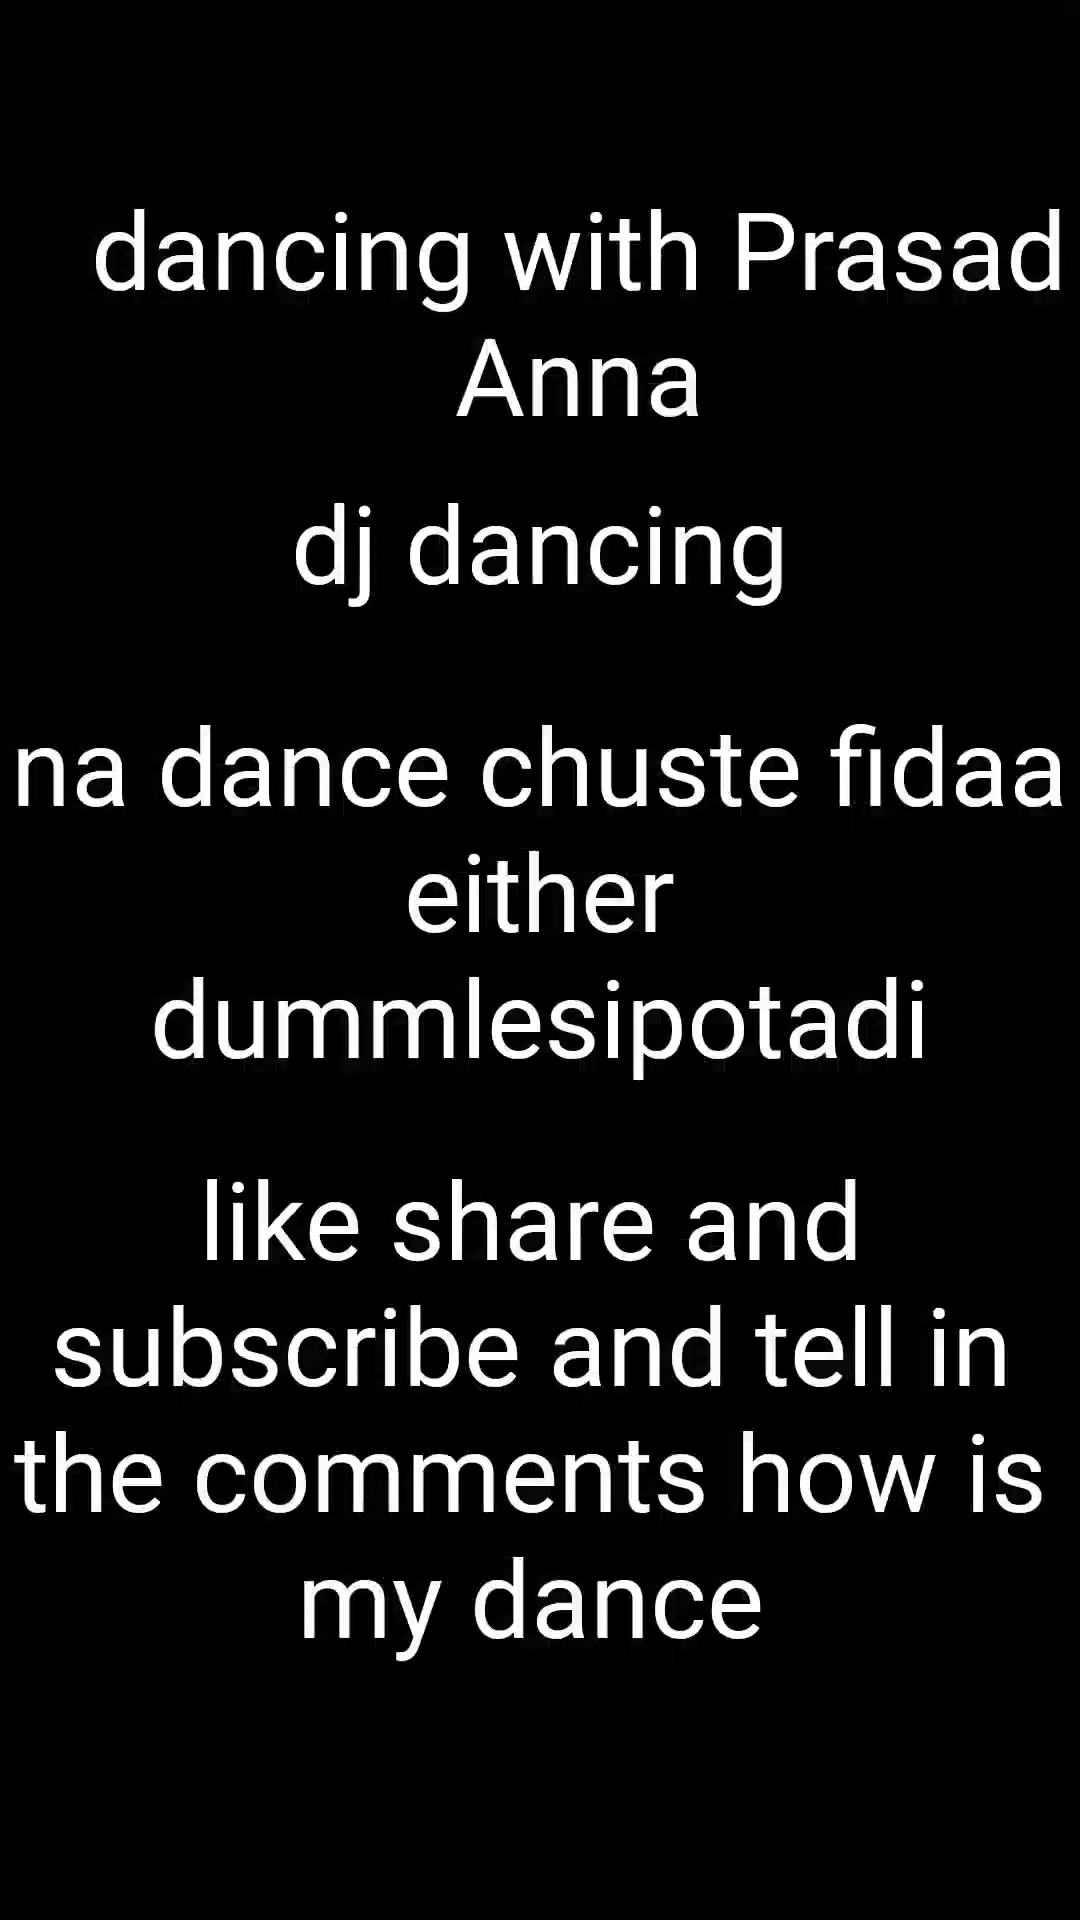 dancing with Prasad
Anna
dj dancing
na dance chuste fidaa
either
dummlesipotadi
like share and
subscribe and tell in
the comments how is
my dance